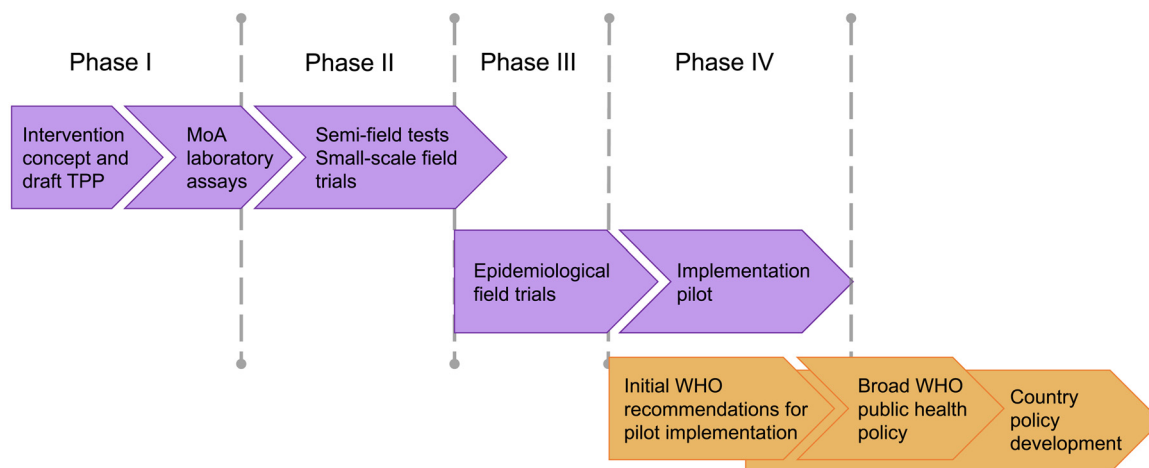 Phase I
Phase II
Phase III
Phase IV
Intervention
concept and
draft TPP
MoA
laboratory
assays
Semi-field tests
Small-scale field
trials
Epidemiological
field trials
Implementation
pilot
Initial WHO
recommendations for
pilot implementation
Broad WHO
public health
policy
Country
policy
development